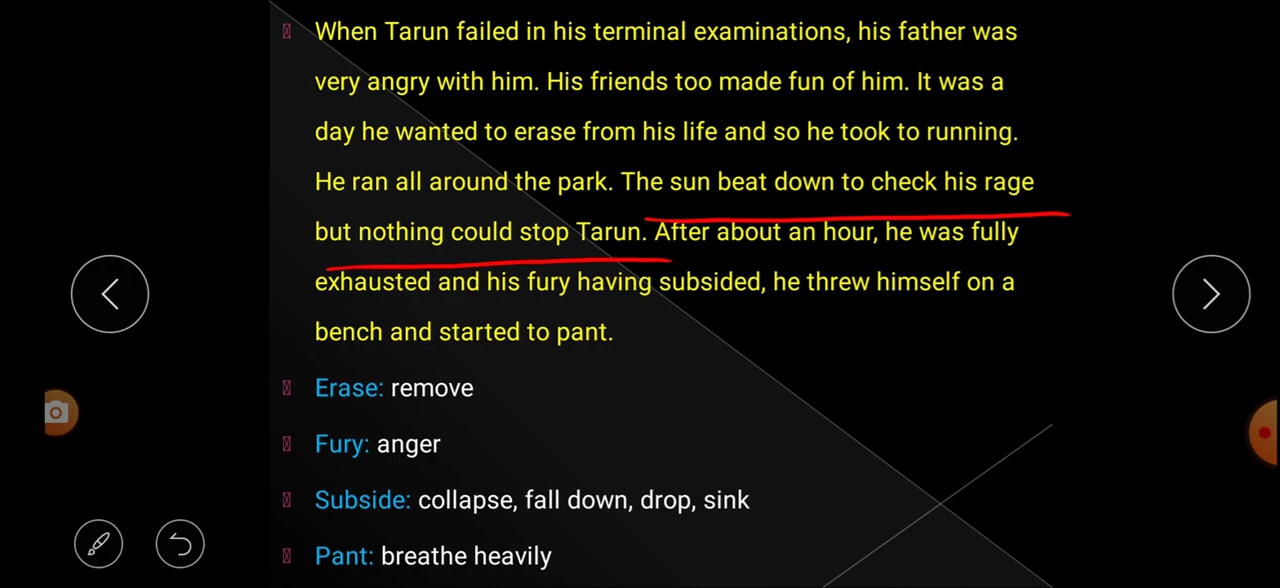 When Tarun failed in his terminal examinations, his father was
very angry with him. His friends too made fun of him. It was a
day he wanted to erase from his life and so he took to running.
He ran all around the park. The sun beat down to check his rage
but nothing could stop Tarun. After about an hour, he was fully
exhausted and his fury having subsided, he threw himself on a
bench and started to pant.
Erase: remove
Fury: anger
Subside: collapse, fall down, drop, sink
Pant: breathe heavily